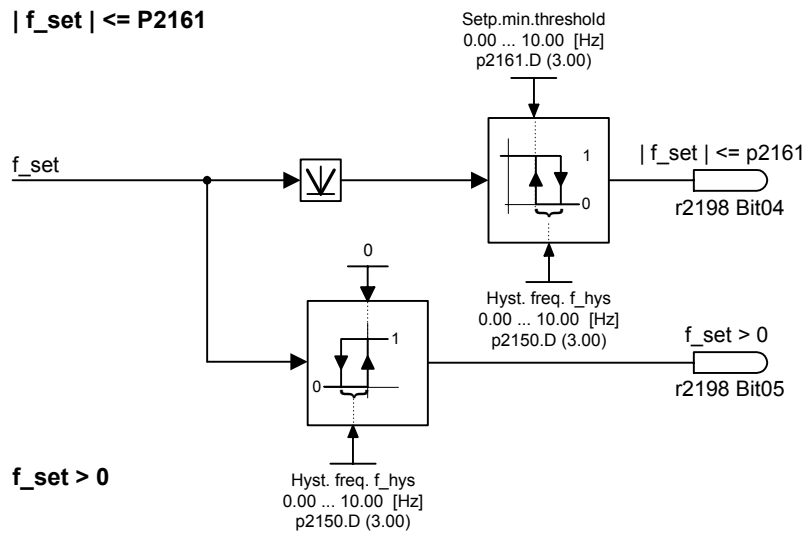 | f_set | <= P2161
Setp.min.threshold
0.00 ... 10.00 [Hz]
p2161.D (3.00)
f_set
1
0
| f_set | <= p2161
r2198 Bit04
Hyst. freq. f_hys
0.00 ... 10.00 [Hz]
p2150.D (3.00)
0
1
0
f_set > 0
r2198 Bit05
f_set > 0
Hyst. freq. f_hys
0.00 ... 10.00 [Hz]
p2150.D (3.00)